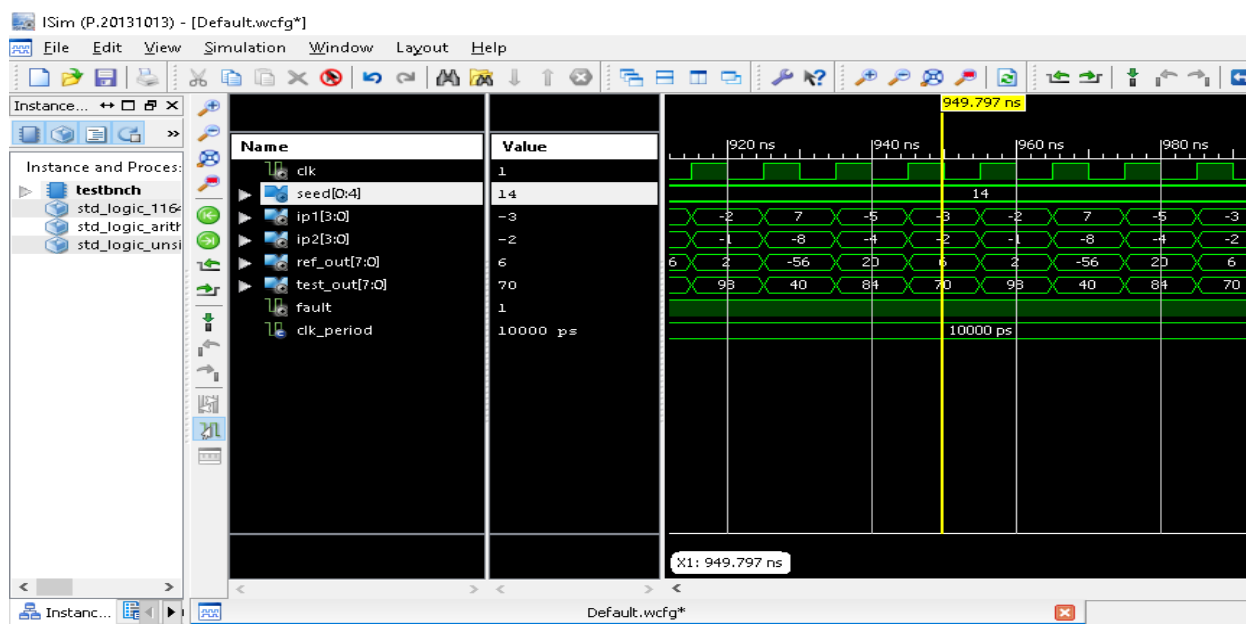 ISim (P.20131013) - [Default.wcfg*]
File Edit View Simulation Window Layout Help
Instance...
949.797 ns
Name Value
920 ns 940 ns 960 ns 980 ns
Instance and Proces:
testbnch
std_logic_1164
std_logic_arith
std_logic_unsi
clk 1
seed[0:4] 14 14
ip1[3:0] -3 -2 7 -5 -3 -2 7 -5 -3
ip2[3:0] -2 -1 -8 -4 -2 -1 -8 -4 -2
ref_out[7:0] 6 6 2 -56 20 6 2 -56 20 6
test_out[7:0] 70 98 40 84 70 98 40 84 70
fault 1
clk_period 10000 ps 10000 ps
X1: 949.797 ns
Instanc... Default.wcfg*